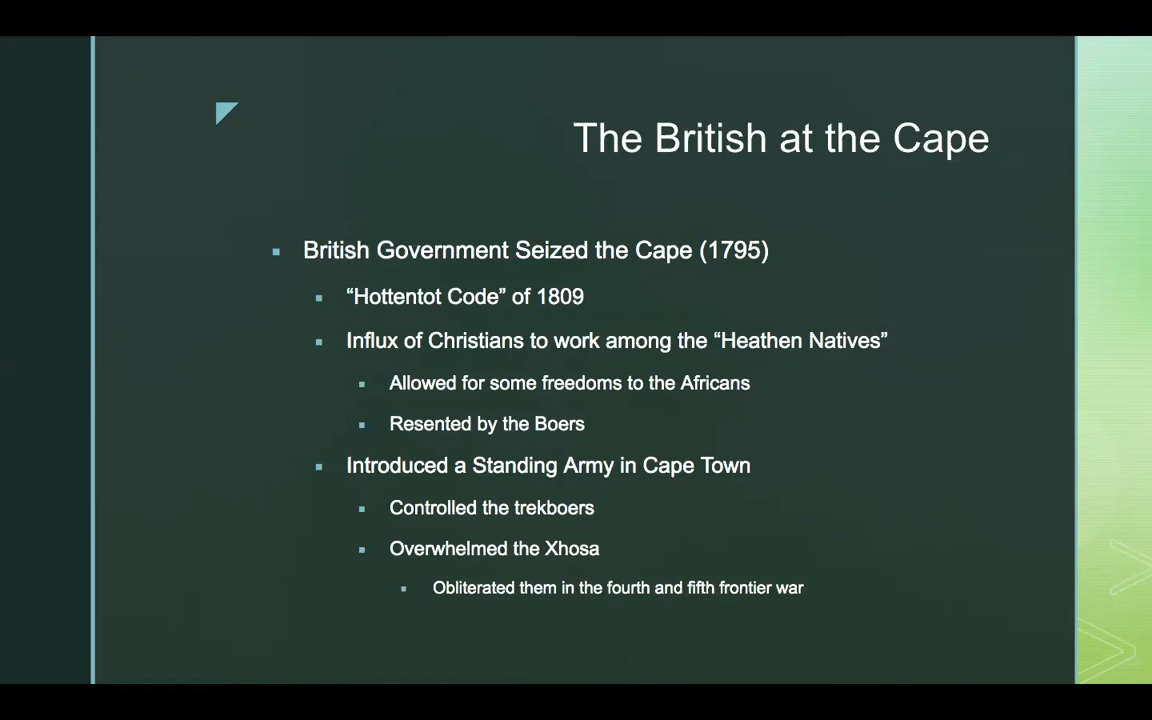 The British at the Cape
British Government Seized the Cape (1795)
“Hottentot Code” of 1809
Influx of Christians to work among the “Heathen Natives”
Allowed for some freedoms to the Africans
Resented by the Boers
Introduced a Standing Army in Cape Town
Controlled the trekboers
Overwhelmed the Xhosa
Obliterated them in the fourth and fifth frontier war